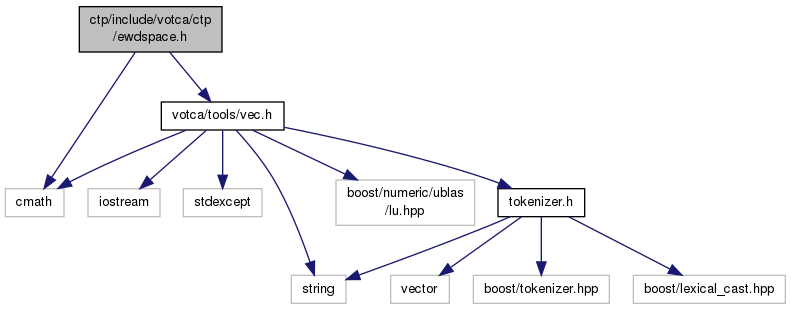 ctp/include/votca/ctp
/ewdspace.h
votca/tools/vec.h
cmath
iostream
stdexcept
boost/numeric/ublas
/lu.hpp
tokenizer.h
string
vector
boost/tokenizer.hpp
boost/lexical_cast.hpp